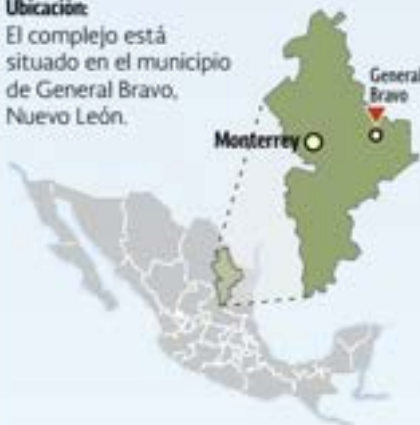 Ubicación:
El complejo está
situado en el municipio
de General Bravo,
Nuevo León.
General
Bravo
Monterrey